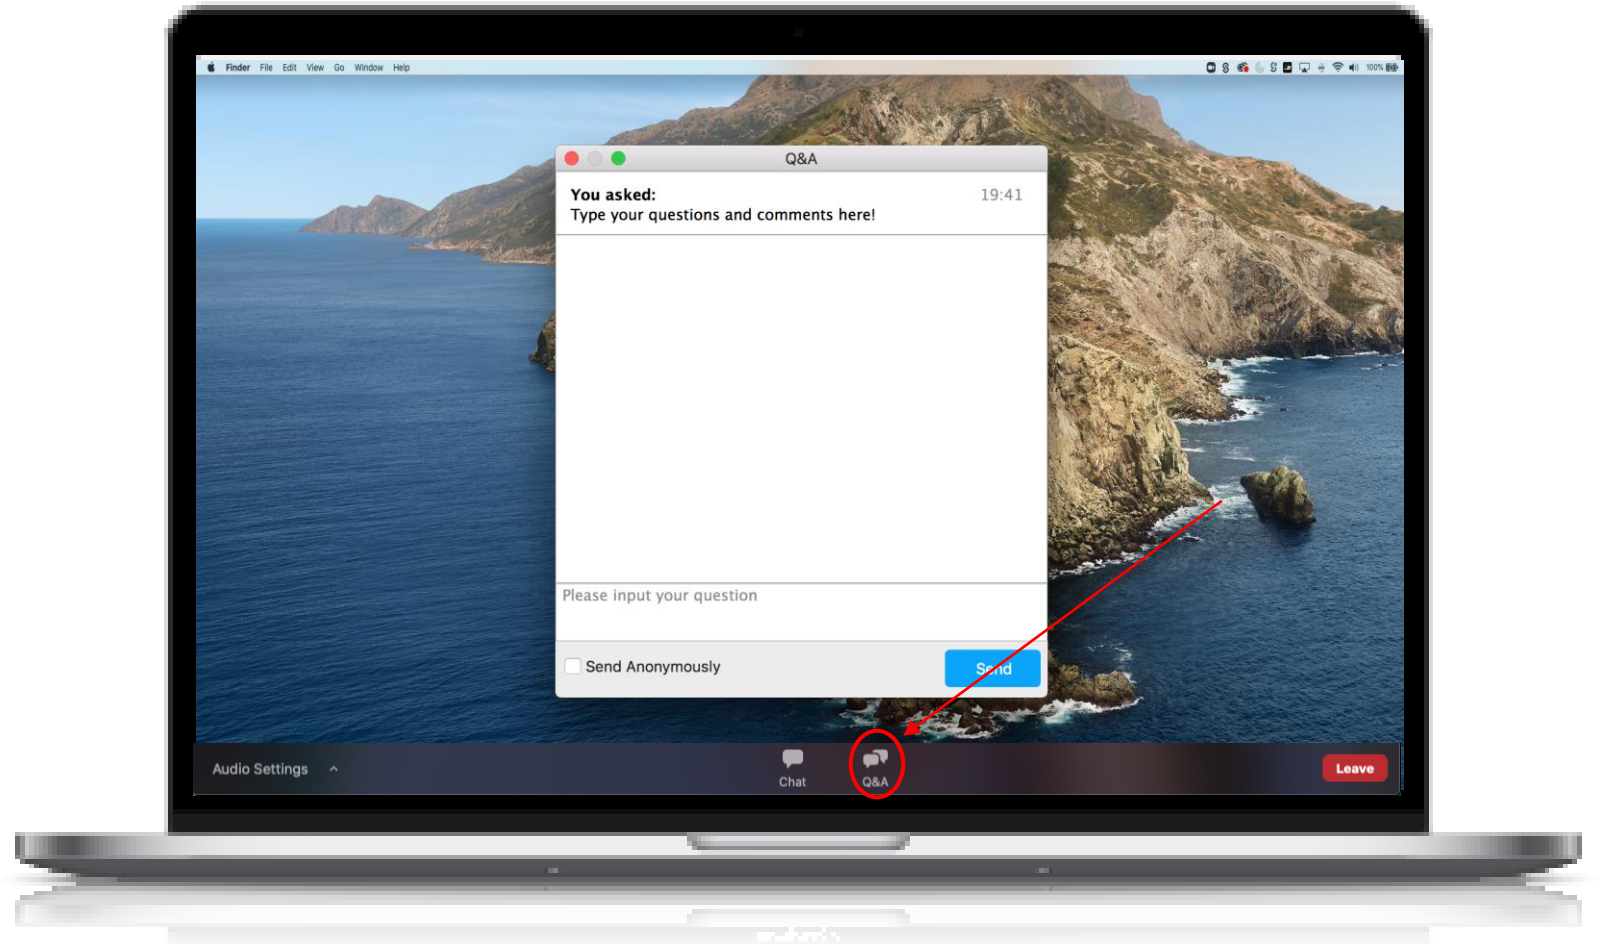 Finder File Edit View Go Window Help
100%
Q&A
You asked: 19:41
Type your questions and comments here!
Please input your question
Send Anonymously
Send
Audio Settings
Chat
Q&A
Leave